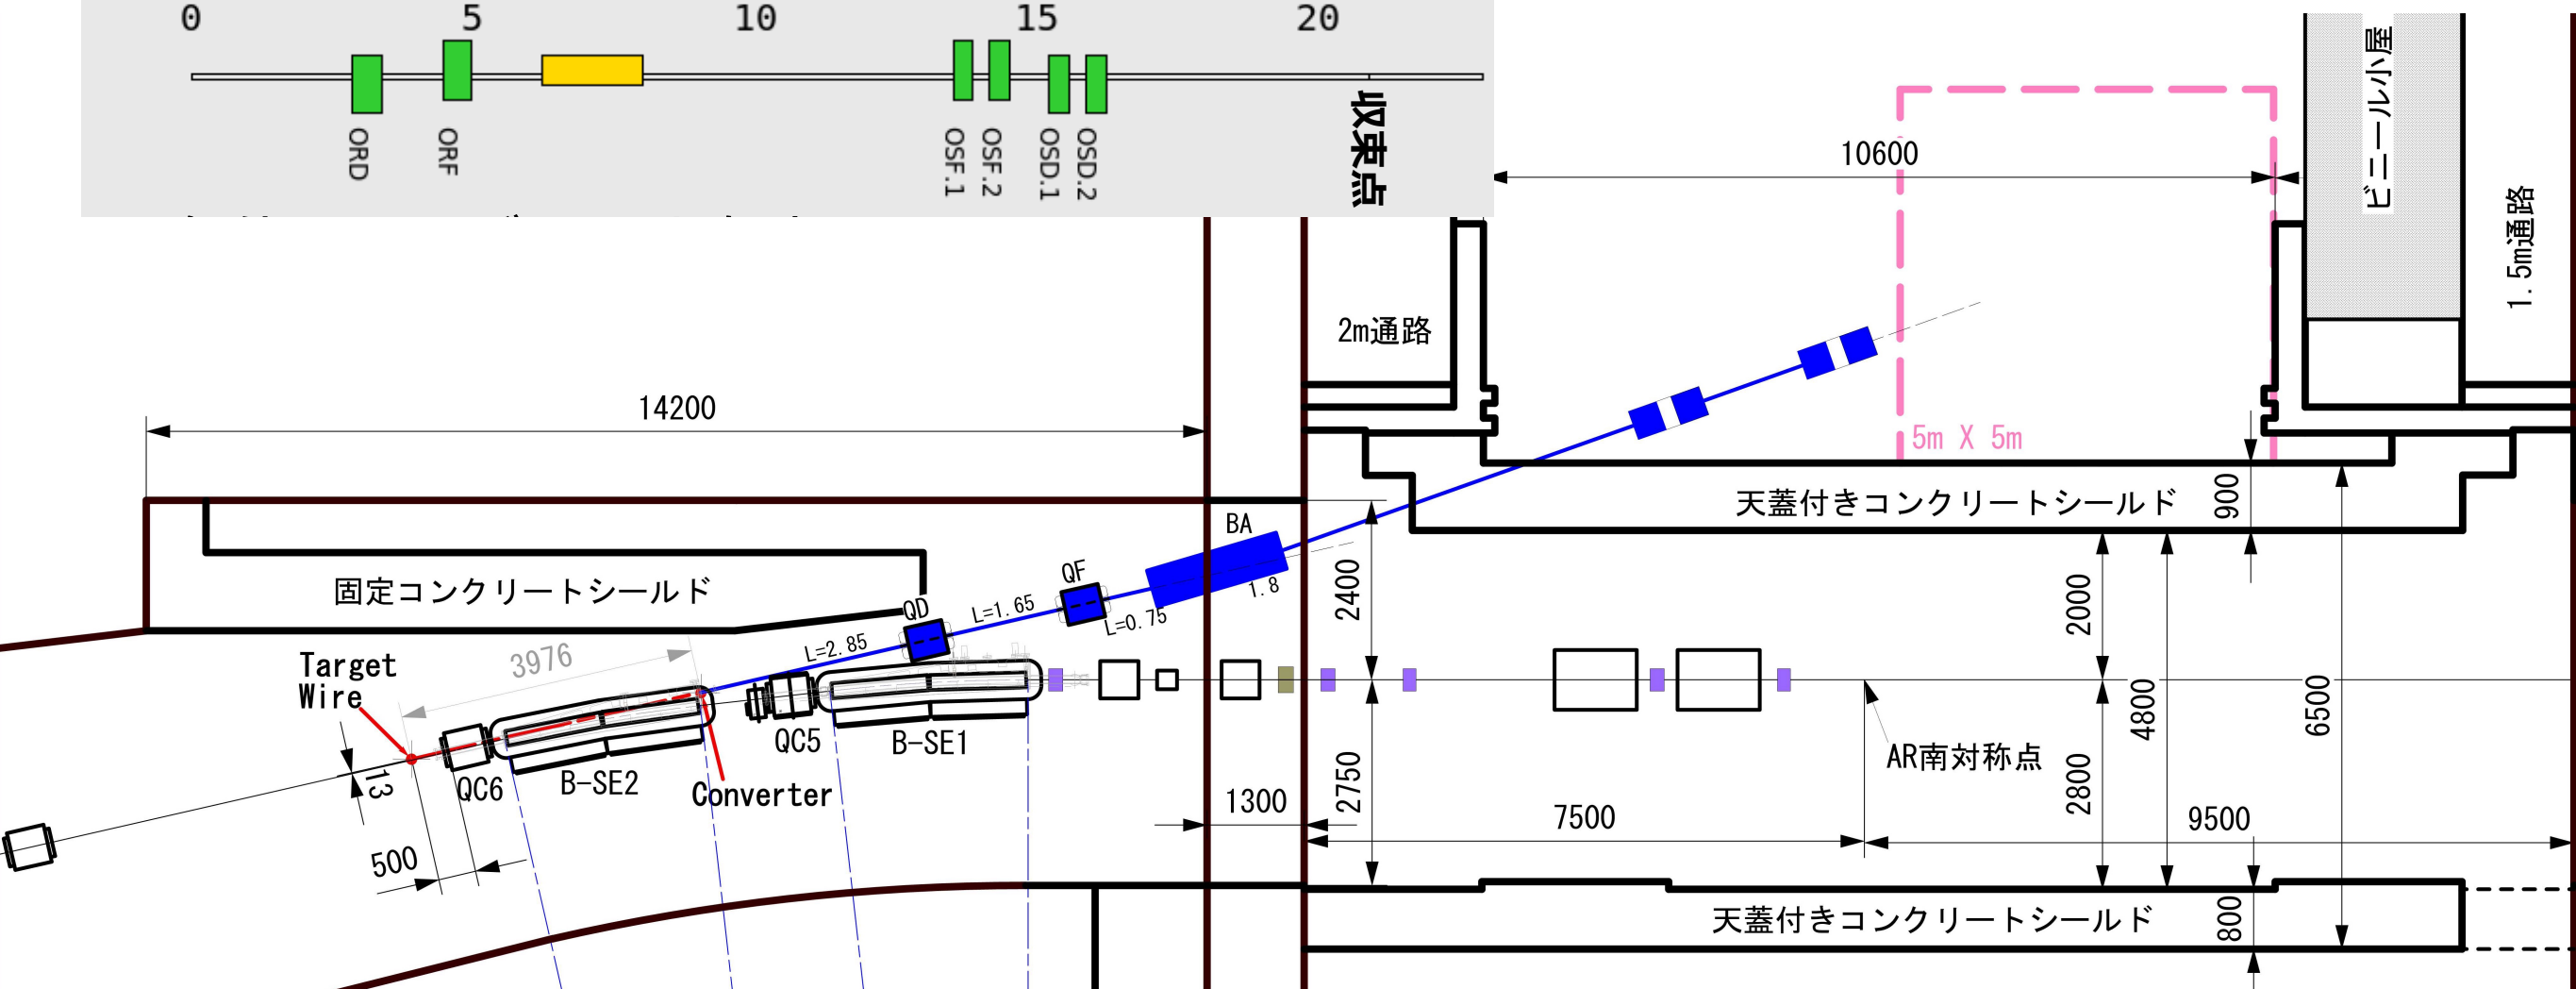 0 5 10 15 20
ORD
ORF
OSF.1
OSF.2
OSD.1
OSD.2
収束点
10600
ビニール小屋
1.5m通路
2m通路
14200
5m X 5m
天蓋付きコンクリートシールド
900
BA
1.8
QF
L=0.75
L=1.65
QD
L=2.85
固定コンクリートシールド
2400
2000
4800
6500
Target
Wire
3976
QC5
B-SE1
QC6
B-SE2
Converter
13
500
AR南対称点
2750
2800
1300
7500
9500
天蓋付きコンクリートシールド
800